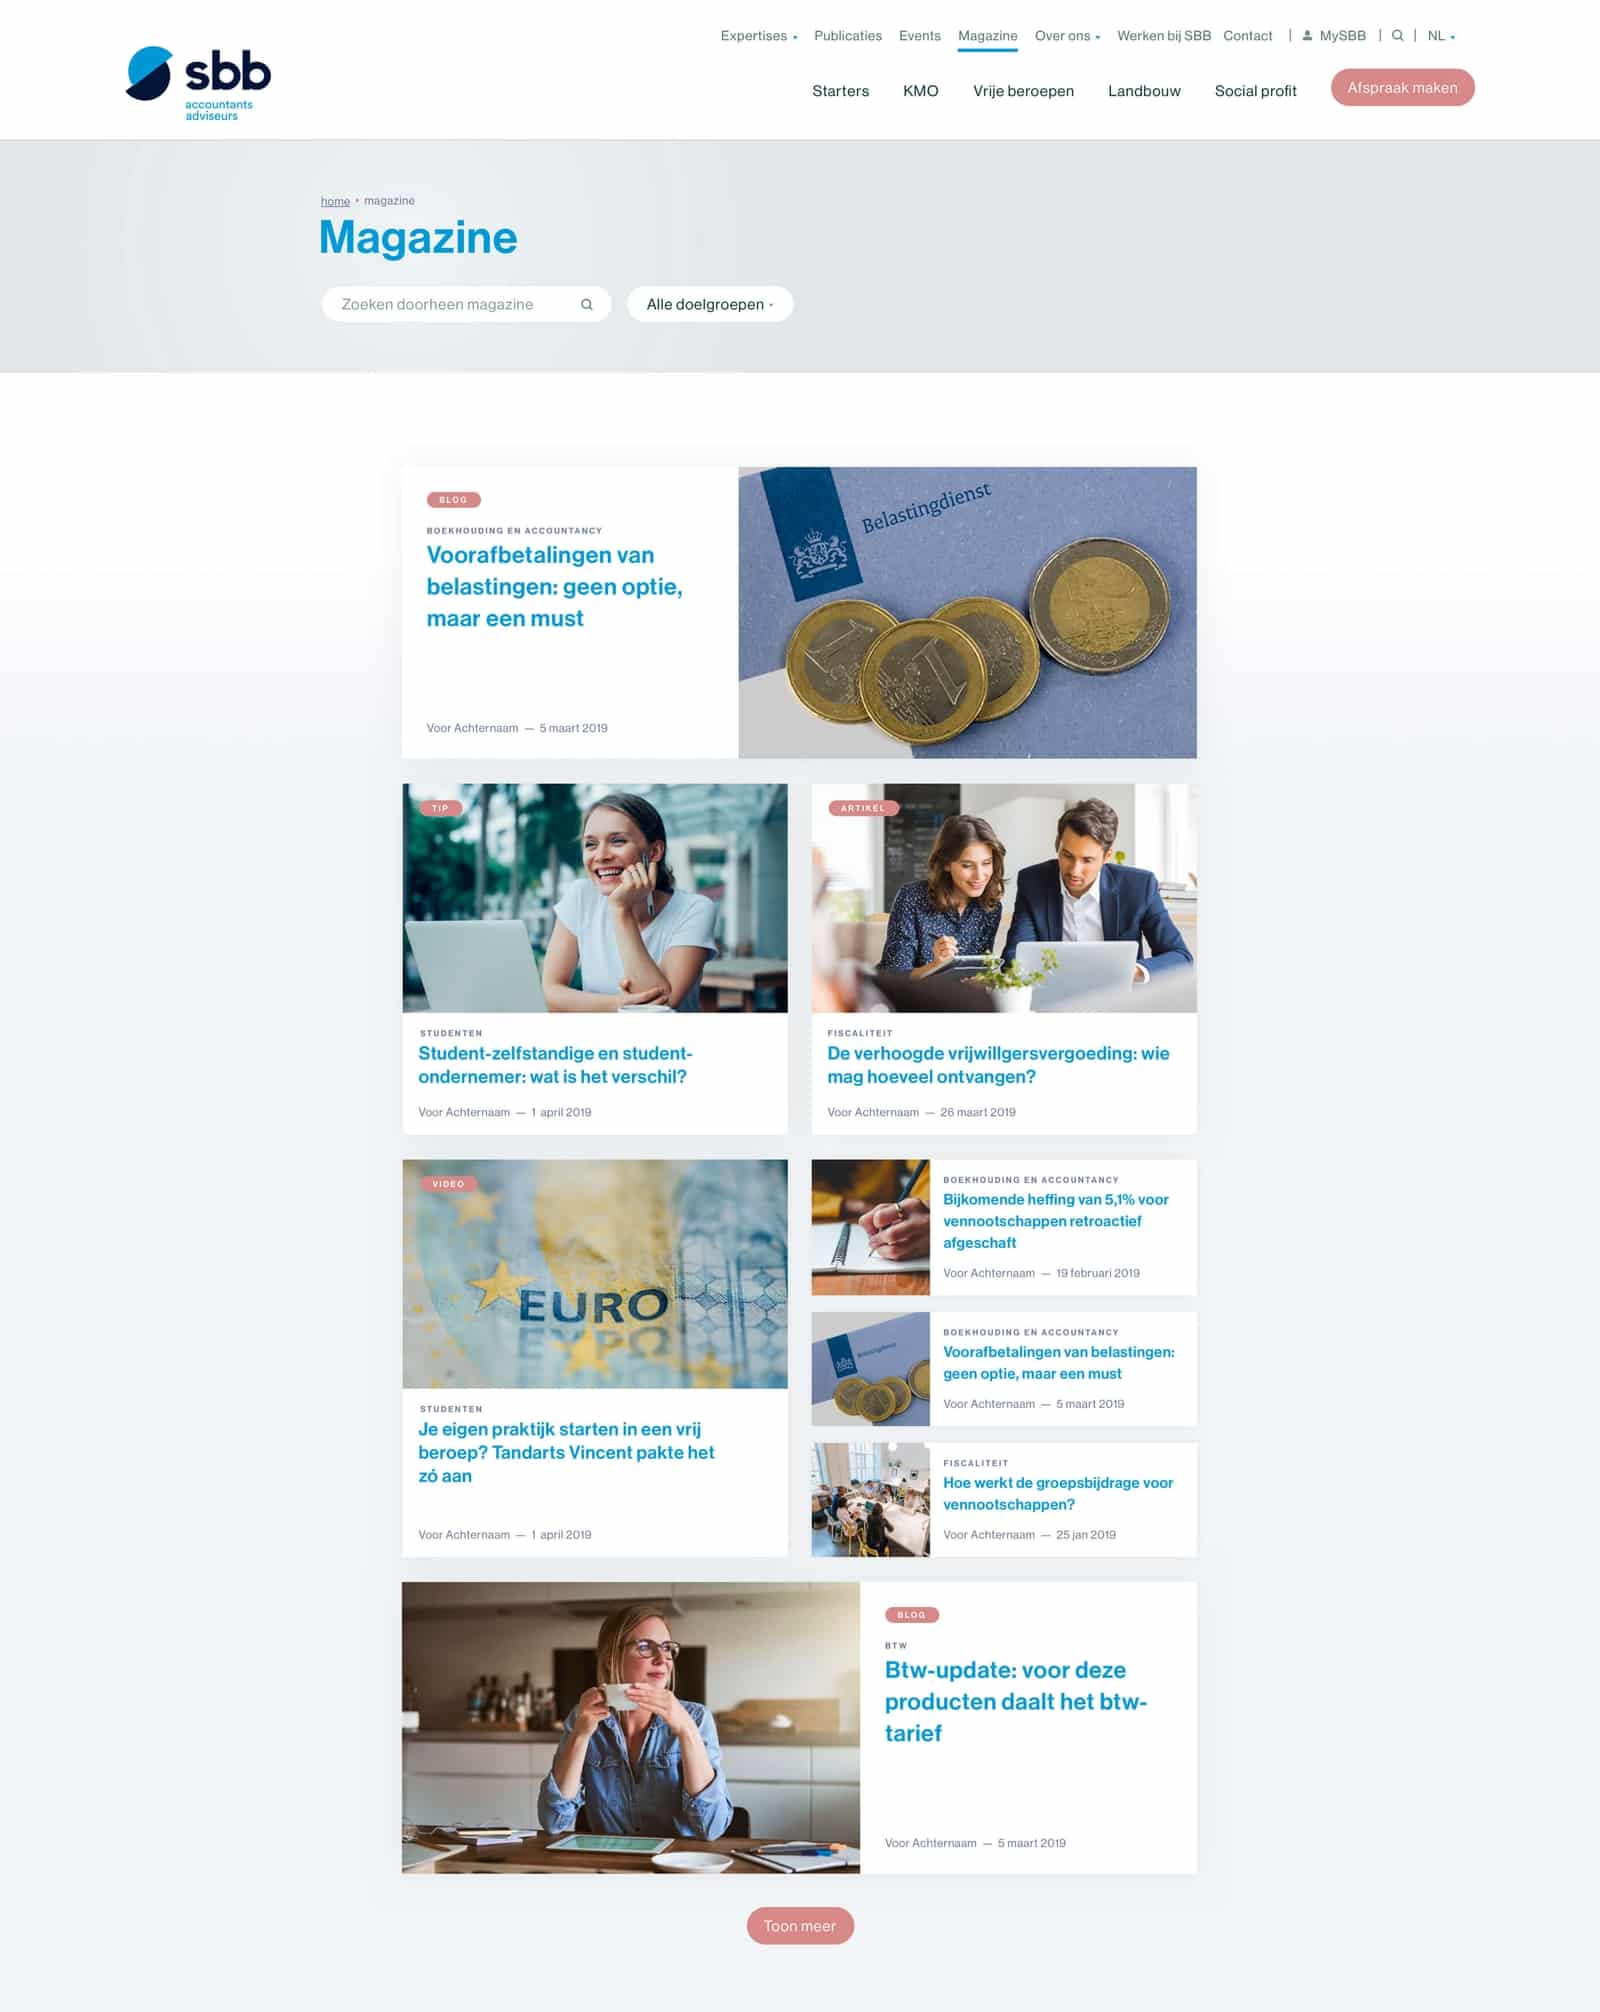 Expertises
Publicaties
Events
Magazine
Over ons
Werken bij SBB
Contact
MySBB
NL
sbb
accountants
adviseurs
Starters
KMO
Vrije beroepen
Landbouw
Social profit
Afspraak maken
home
magazine
Magazine
Zoeken doorheen magazine
Alle doelgroepen
BLOG
BOEKHOUDING EN ACCOUNTANCY
Voorafbetalingen van
belastingen: geen optie,
maar een must
Voor Achternaam — 5 maart 2019
Belastingdienst
TIP
STUDENTEN
Student-zelfstandige en student-
ondernemer: wat is het verschil?
Voor Achternaam — 1 april 2019
ARTIKEL
FISCALITEIT
De verhoogde vrijwillgersvergoeding: wie
mag hoeveel ontvangen?
Voor Achternaam — 26 maart 2019
VIDEO
EURO
STUDENTEN
Je eigen praktijk starten in een vrij
beroep? Tandarts Vincent pakte het
zó aan
Voor Achternaam — 1 april 2019
BOEKHOUDING EN ACCOUNTANCY
Bijkomende heffing van 5,1% voor
vennootschappen retroactief
afgeschaft
Voor Achternaam — 19 februari 2019
Belastingdienst
BOEKHOUDING EN ACCOUNTANCY
Voorafbetalingen van belastingen:
geen optie, maar een must
Voor Achternaam — 5 maart 2019
FISCALITEIT
Hoe werkt de groepsbijdrage voor
vennootschappen?
Voor Achternaam — 25 jan 2019
BLOG
BTW
Btw-update: voor deze
producten daalt het btw-
tarief
Voor Achternaam — 5 maart 2019
Toon meer